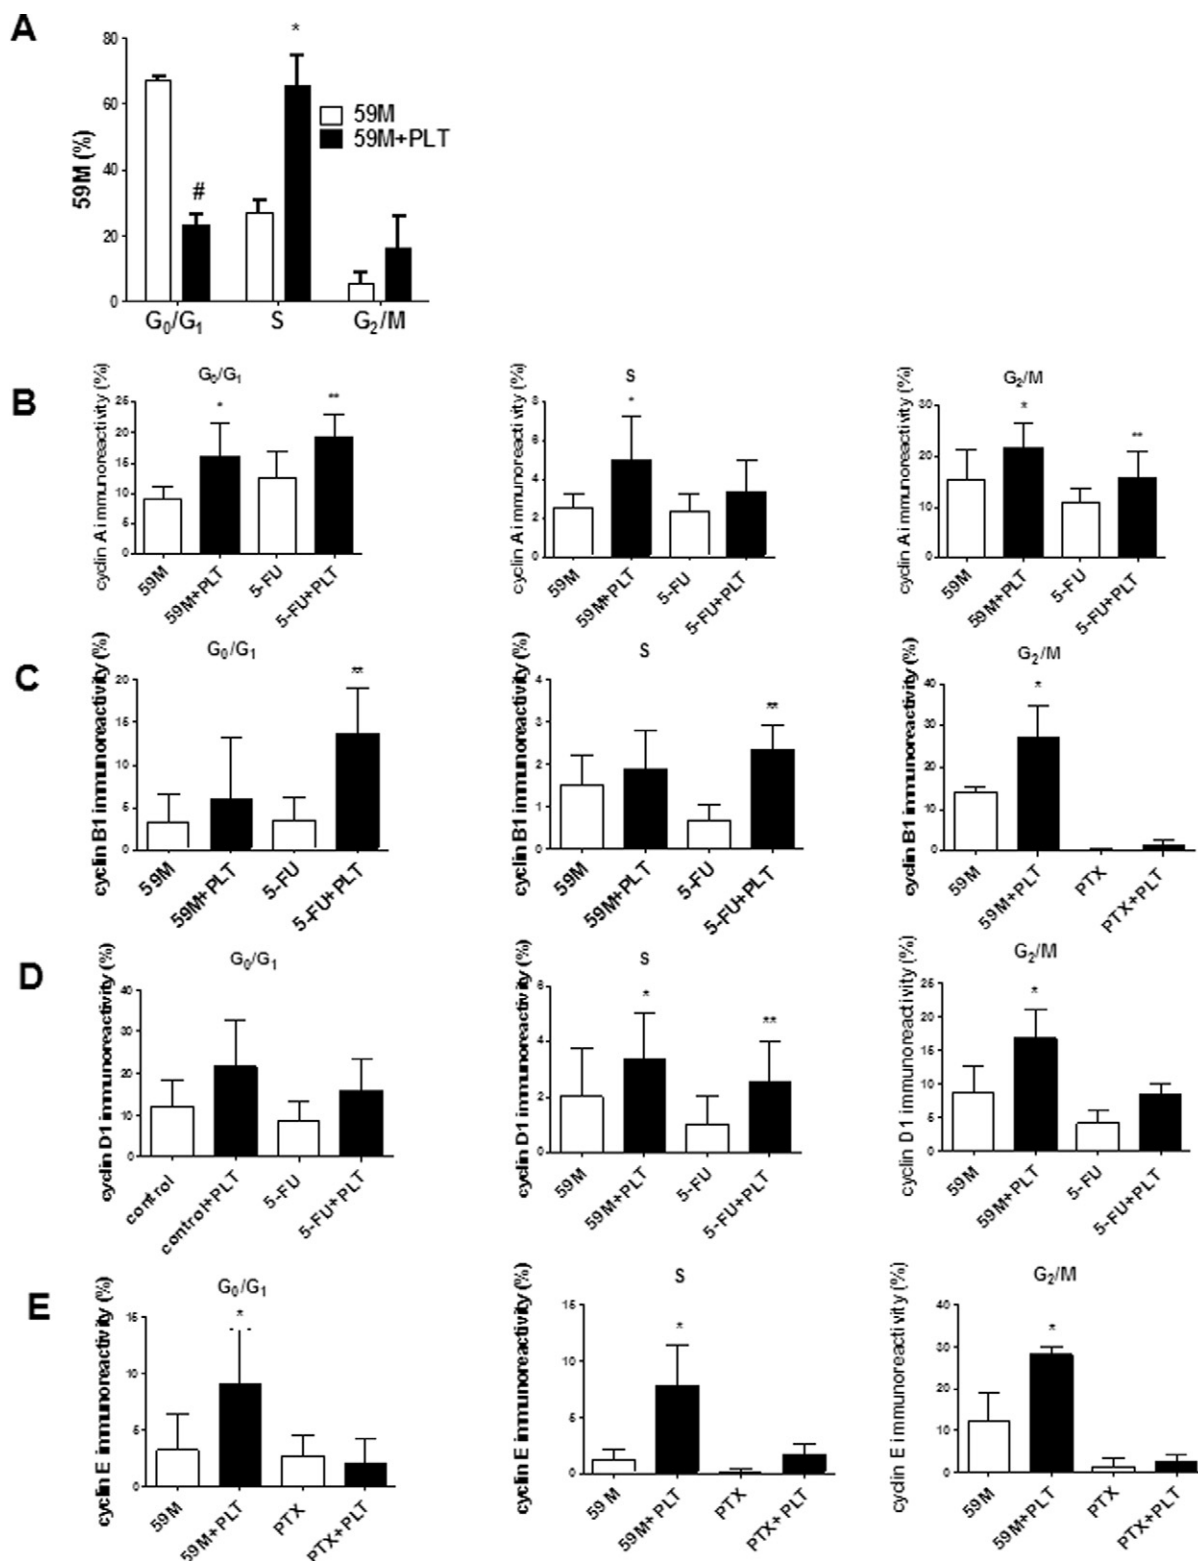 A
59M (%)
80
60
40
20
0
*
#
59M
59M+PLT
G0/G1
S
G2/M
B
cyclin A immunoreactivity (%)
G0/G1
25
20
15
10
5
0
*
**
59M
59M+PLT
5-FU
5-FU+PLT
cyclin A immunoreactivity (%)
S
8
6
4
2
0
*
59M
59M+PLT
5-FU
5-FU+PLT
cyclin A immunoreactivity (%)
G2/M
30
20
10
0
*
**
59M
59M+PLT
5-FU
5-FU+PLT
C
cyclin B1 immunoreactivity (%)
G0/G1
20
15
10
5
0
**
59M
59M+PLT
5-FU
5-FU+PLT
cyclin B1 immunoreactivity (%)
S
4
3
2
1
0
**
59M
59M+PLT
5-FU
5-FU+PLT
cyclin B1 immunoreactivity (%)
G2/M
40
30
20
10
0
*
59M
59M+PLT
PTX
PTX+PLT
D
cyclin D1 immunoreactivity (%)
G0/G1
40
30
20
10
0
control
control+PLT
5-FU
5-FU+PLT
cyclin D1 immunoreactivity (%)
S
6
4
2
0
*
**
59M
59M+PLT
5-FU
5-FU+PLT
cyclin D1 immunoreactivity (%)
G2/M
25
20
15
10
5
0
*
59M
59M+PLT
5-FU
5-FU+PLT
E
cyclin E immunoreactivity (%)
G0/G1
15
10
5
0
*
59M
59M+PLT
PTX
PTX+PLT
cyclin E immunoreactivity (%)
S
15
10
5
0
*
59M
59M+PLT
PTX
PTX+PLT
cyclin E immunoreactivity (%)
G2/M
40
30
20
10
0
*
59M
59M+PLT
PTX
PTX+PLT